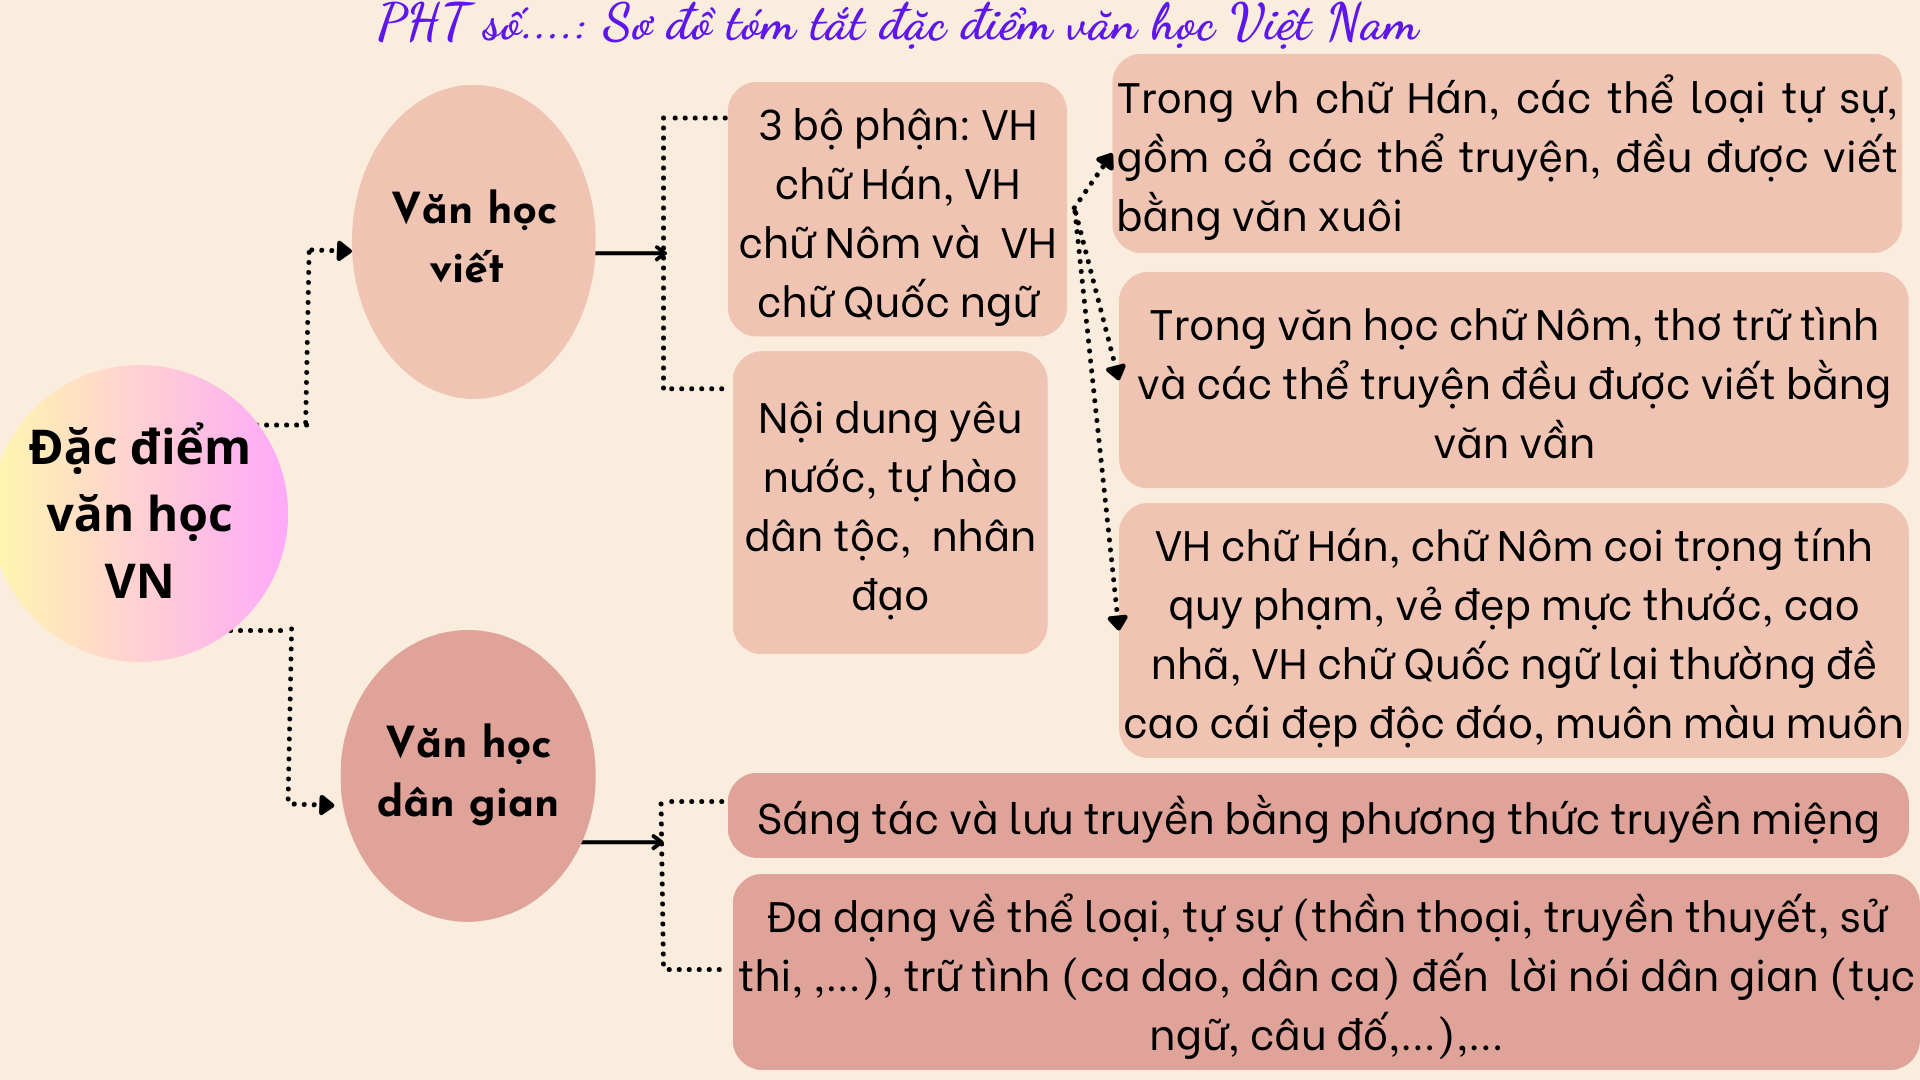 PHT số....: Sơ đồ tóm tắt đặc điểm văn học Việt Nam
Đặc điểm
văn học
VN
Văn học
viết
3 bộ phận: VH
chữ Hán, VH
chữ Nôm và VH
chữ Quốc ngữ
Trong vh chữ Hán, các thể loại tự sự,
gồm cả các thể truyện, đều được viết
bằng văn xuôi
Trong văn học chữ Nôm, thơ trữ tình
và các thể truyện đều được viết bằng
văn vần
VH chữ Hán, chữ Nôm coi trọng tính
quy phạm, vẻ đẹp mực thước, cao
nhã, VH chữ Quốc ngữ lại thường đề
cao cái đẹp độc đáo, muôn màu muôn
Nội dung yêu
nước, tự hào
dân tộc, nhân
đạo
Văn học
dân gian
Sáng tác và lưu truyền bằng phương thức truyền miệng
Đa dạng về thể loại, tự sự (thần thoại, truyền thuyết, sử
thi, ,...), trữ tình (ca dao, dân ca) đến lời nói dân gian (tục
ngữ, câu đố,...),...